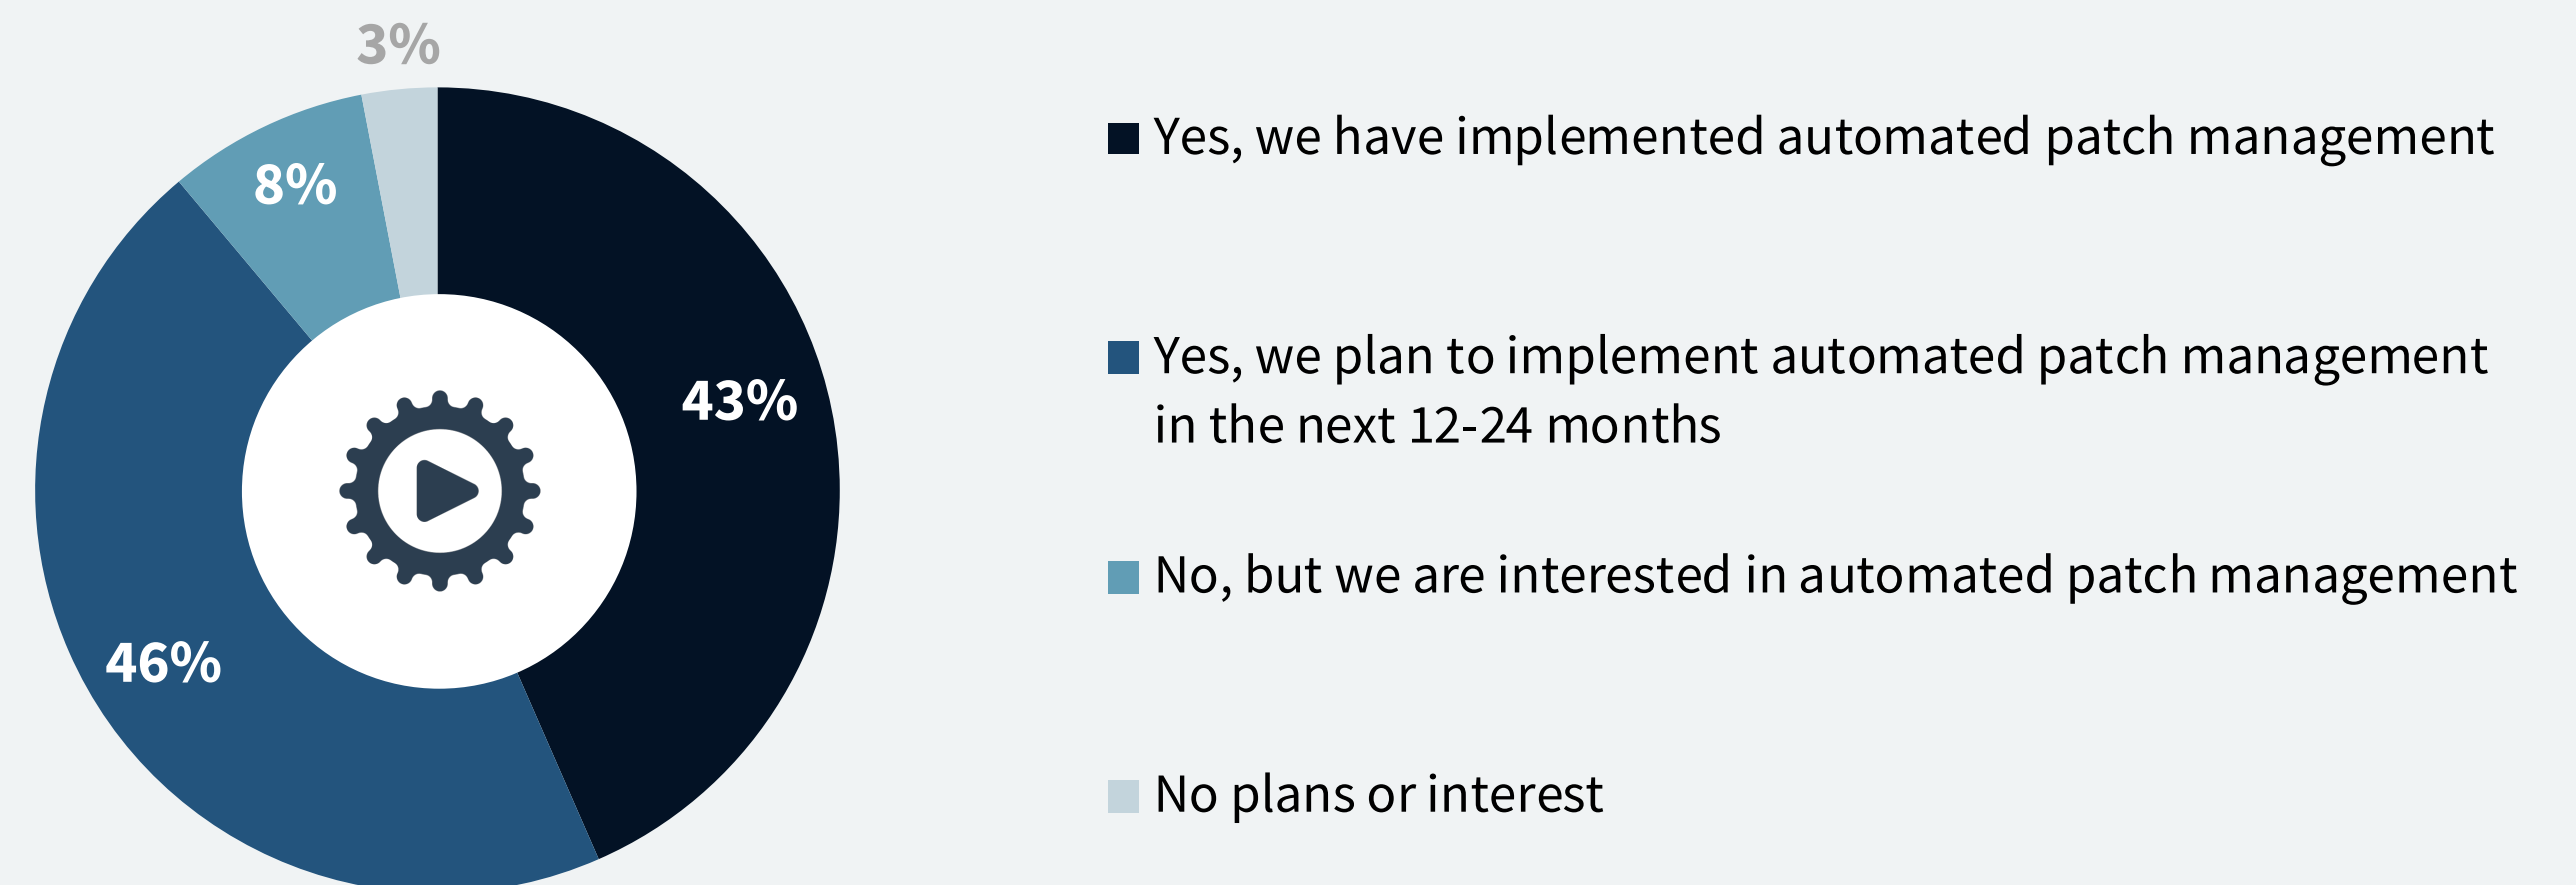 3%
8%
43%
46%
Yes, we have implemented automated patch management
Yes, we plan to implement automated patch management
in the next 12-24 months
No, but we are interested in automated patch management
No plans or interest